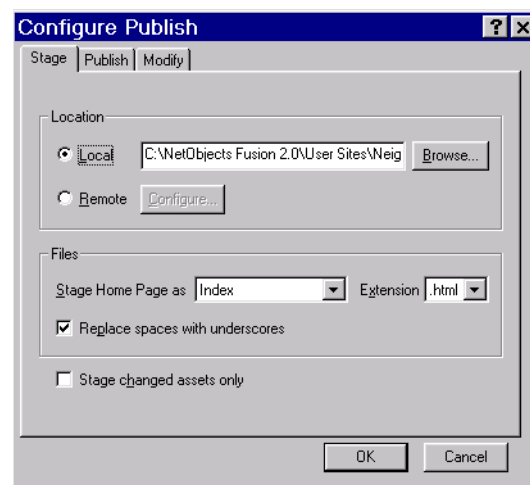 Configure Publish ? X
Stage Publish Modify
Location
Local C:\NetObjects Fusion 2.0\User Sites\Neig Browse...
Remote Configure...
Files
Stage Home Page as Index Extension .html
Replace spaces with underscores
Stage changed assets only
OK Cancel